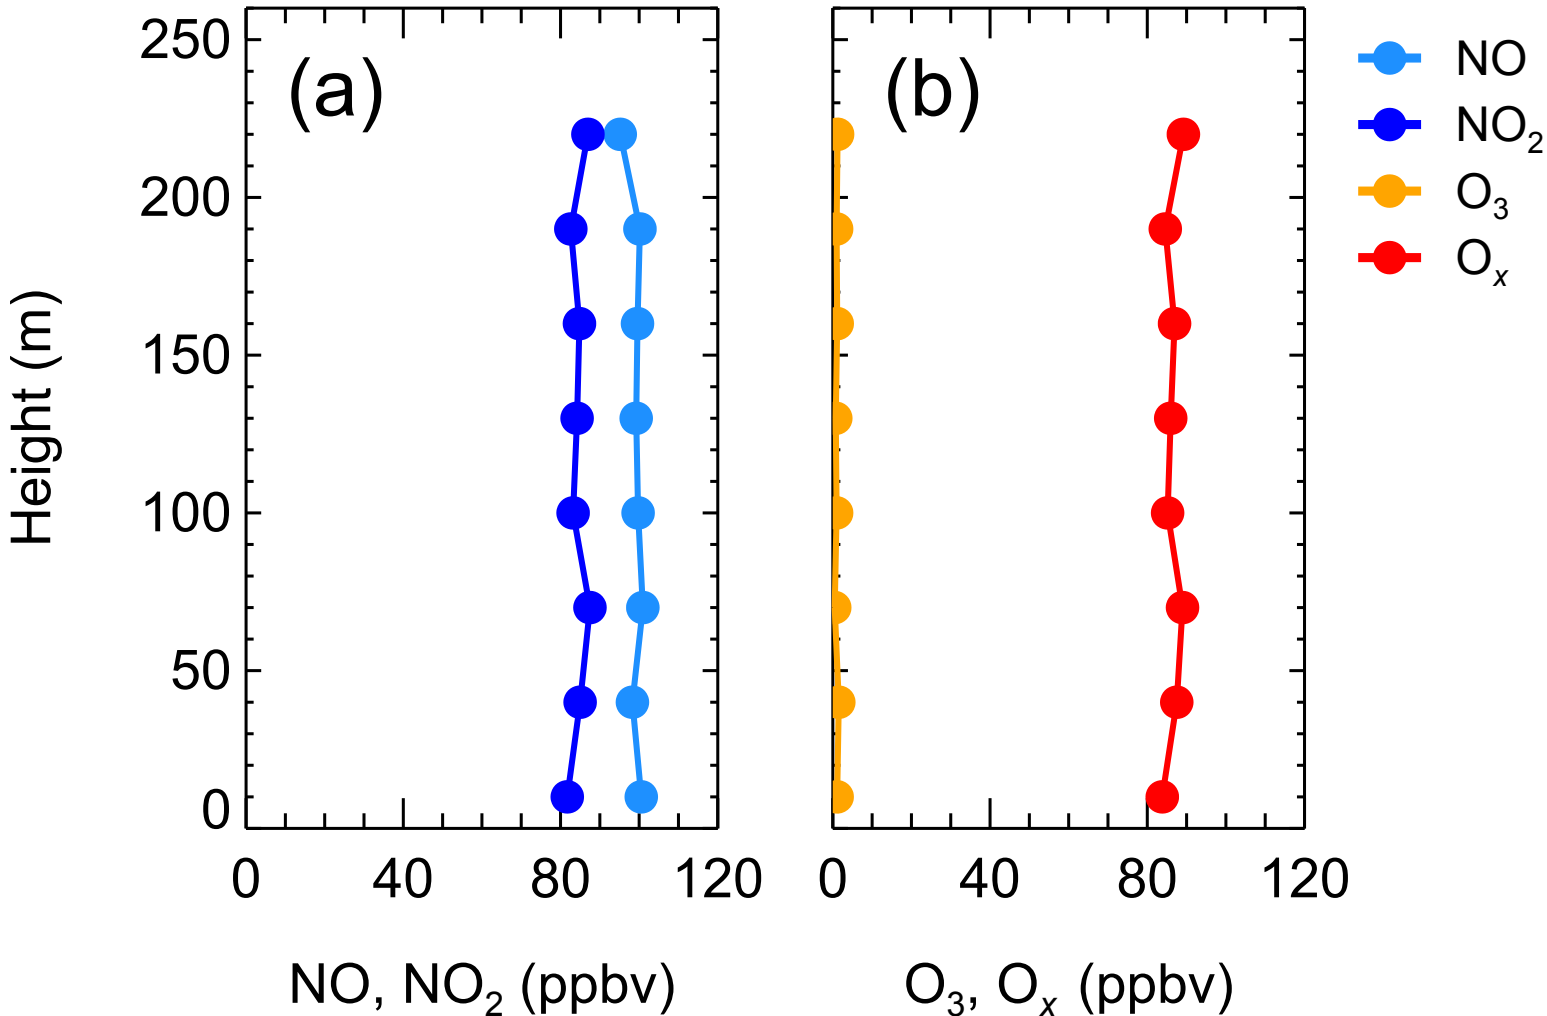 (a)
(b)
NO
NO₂
O₃
Oₓ
Height (m)
250
200
150
100
50
0
0 40 80 120
0 40 80 120
NO, NO₂ (ppbv)
O₃, Oₓ (ppbv)